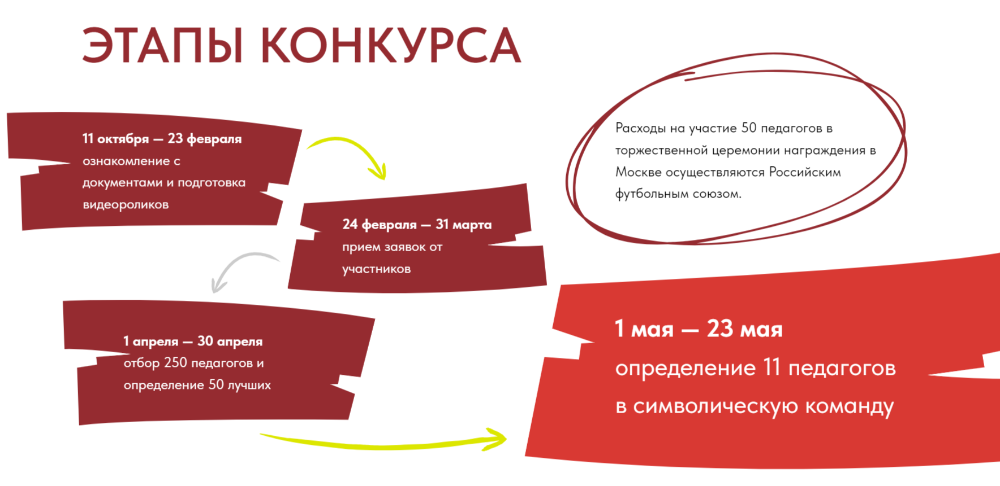 ЭТАПЫ КОНКУРСА
11 октября — 23 февраля
ознакомление с
документами и подготовка
видеороликов
24 февраля — 31 марта
прием заявок от
участников
1 апреля — 30 апреля
отбор 250 педагогов и
определение 50 лучших
Расходы на участие 50 педагогов в
торжественной церемонии награждения в
Москве осуществляются Российским
футбольным союзом.
1 мая — 23 мая
определение 11 педагогов
в символическую команду